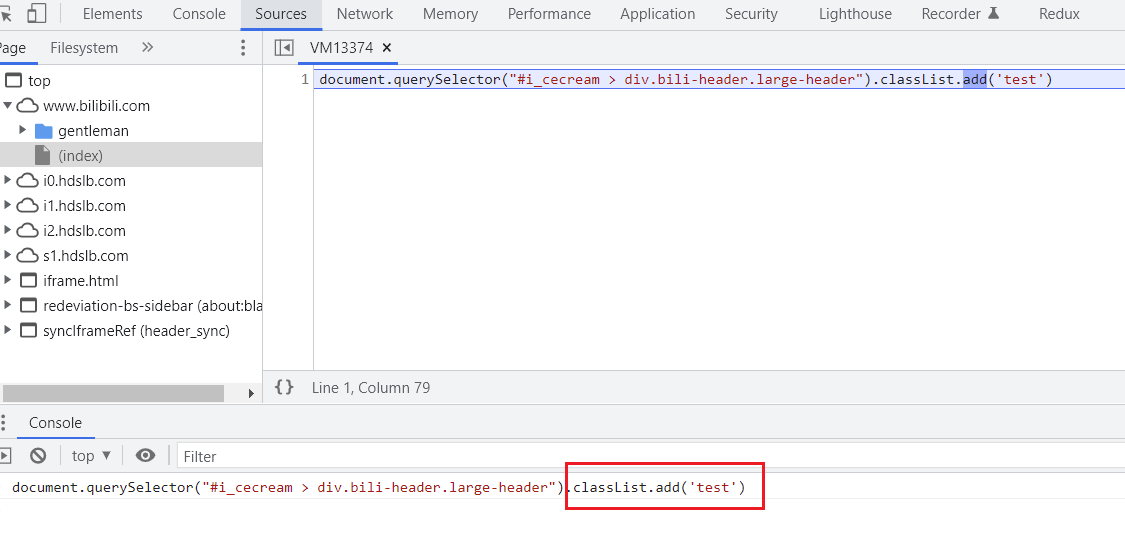 Elements Console Sources Network Memory Performance Application Security Lighthouse Recorder Redux
Page Filesystem
VM13374
top
www.bilibili.com
gentleman
(index)
i0.hdslb.com
i1.hdslb.com
i2.hdslb.com
s1.hdslb.com
iframe.html
redeviation-bs-sidebar (about:bla
syncIframeRef (header_sync)
1 document.querySelector("#i_cecream > div.bili-header.large-header").classList.add('test')
{} Line 1, Column 79
Console
top Filter
document.querySelector("#i_cecream > div.bili-header.large-header").classList.add('test')